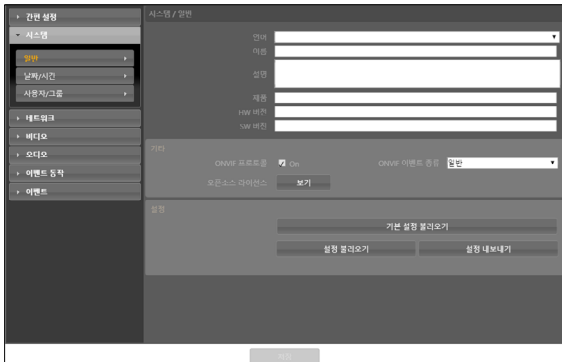 간편 설정
시스템
일반
날짜/시간
사용자/그룹
네트워크
비디오
오디오
이벤트 동작
이벤트
시스템 / 일반
언어
이름
설명
제품
HW 버전
SW 버전
기타
ONVIF 프로토콜 On ONVIF 이벤트 종류 일반
오픈소스 라이선스 보기
설정
기본 설정 불러오기
설정 불러오기 설정 내보내기
저장